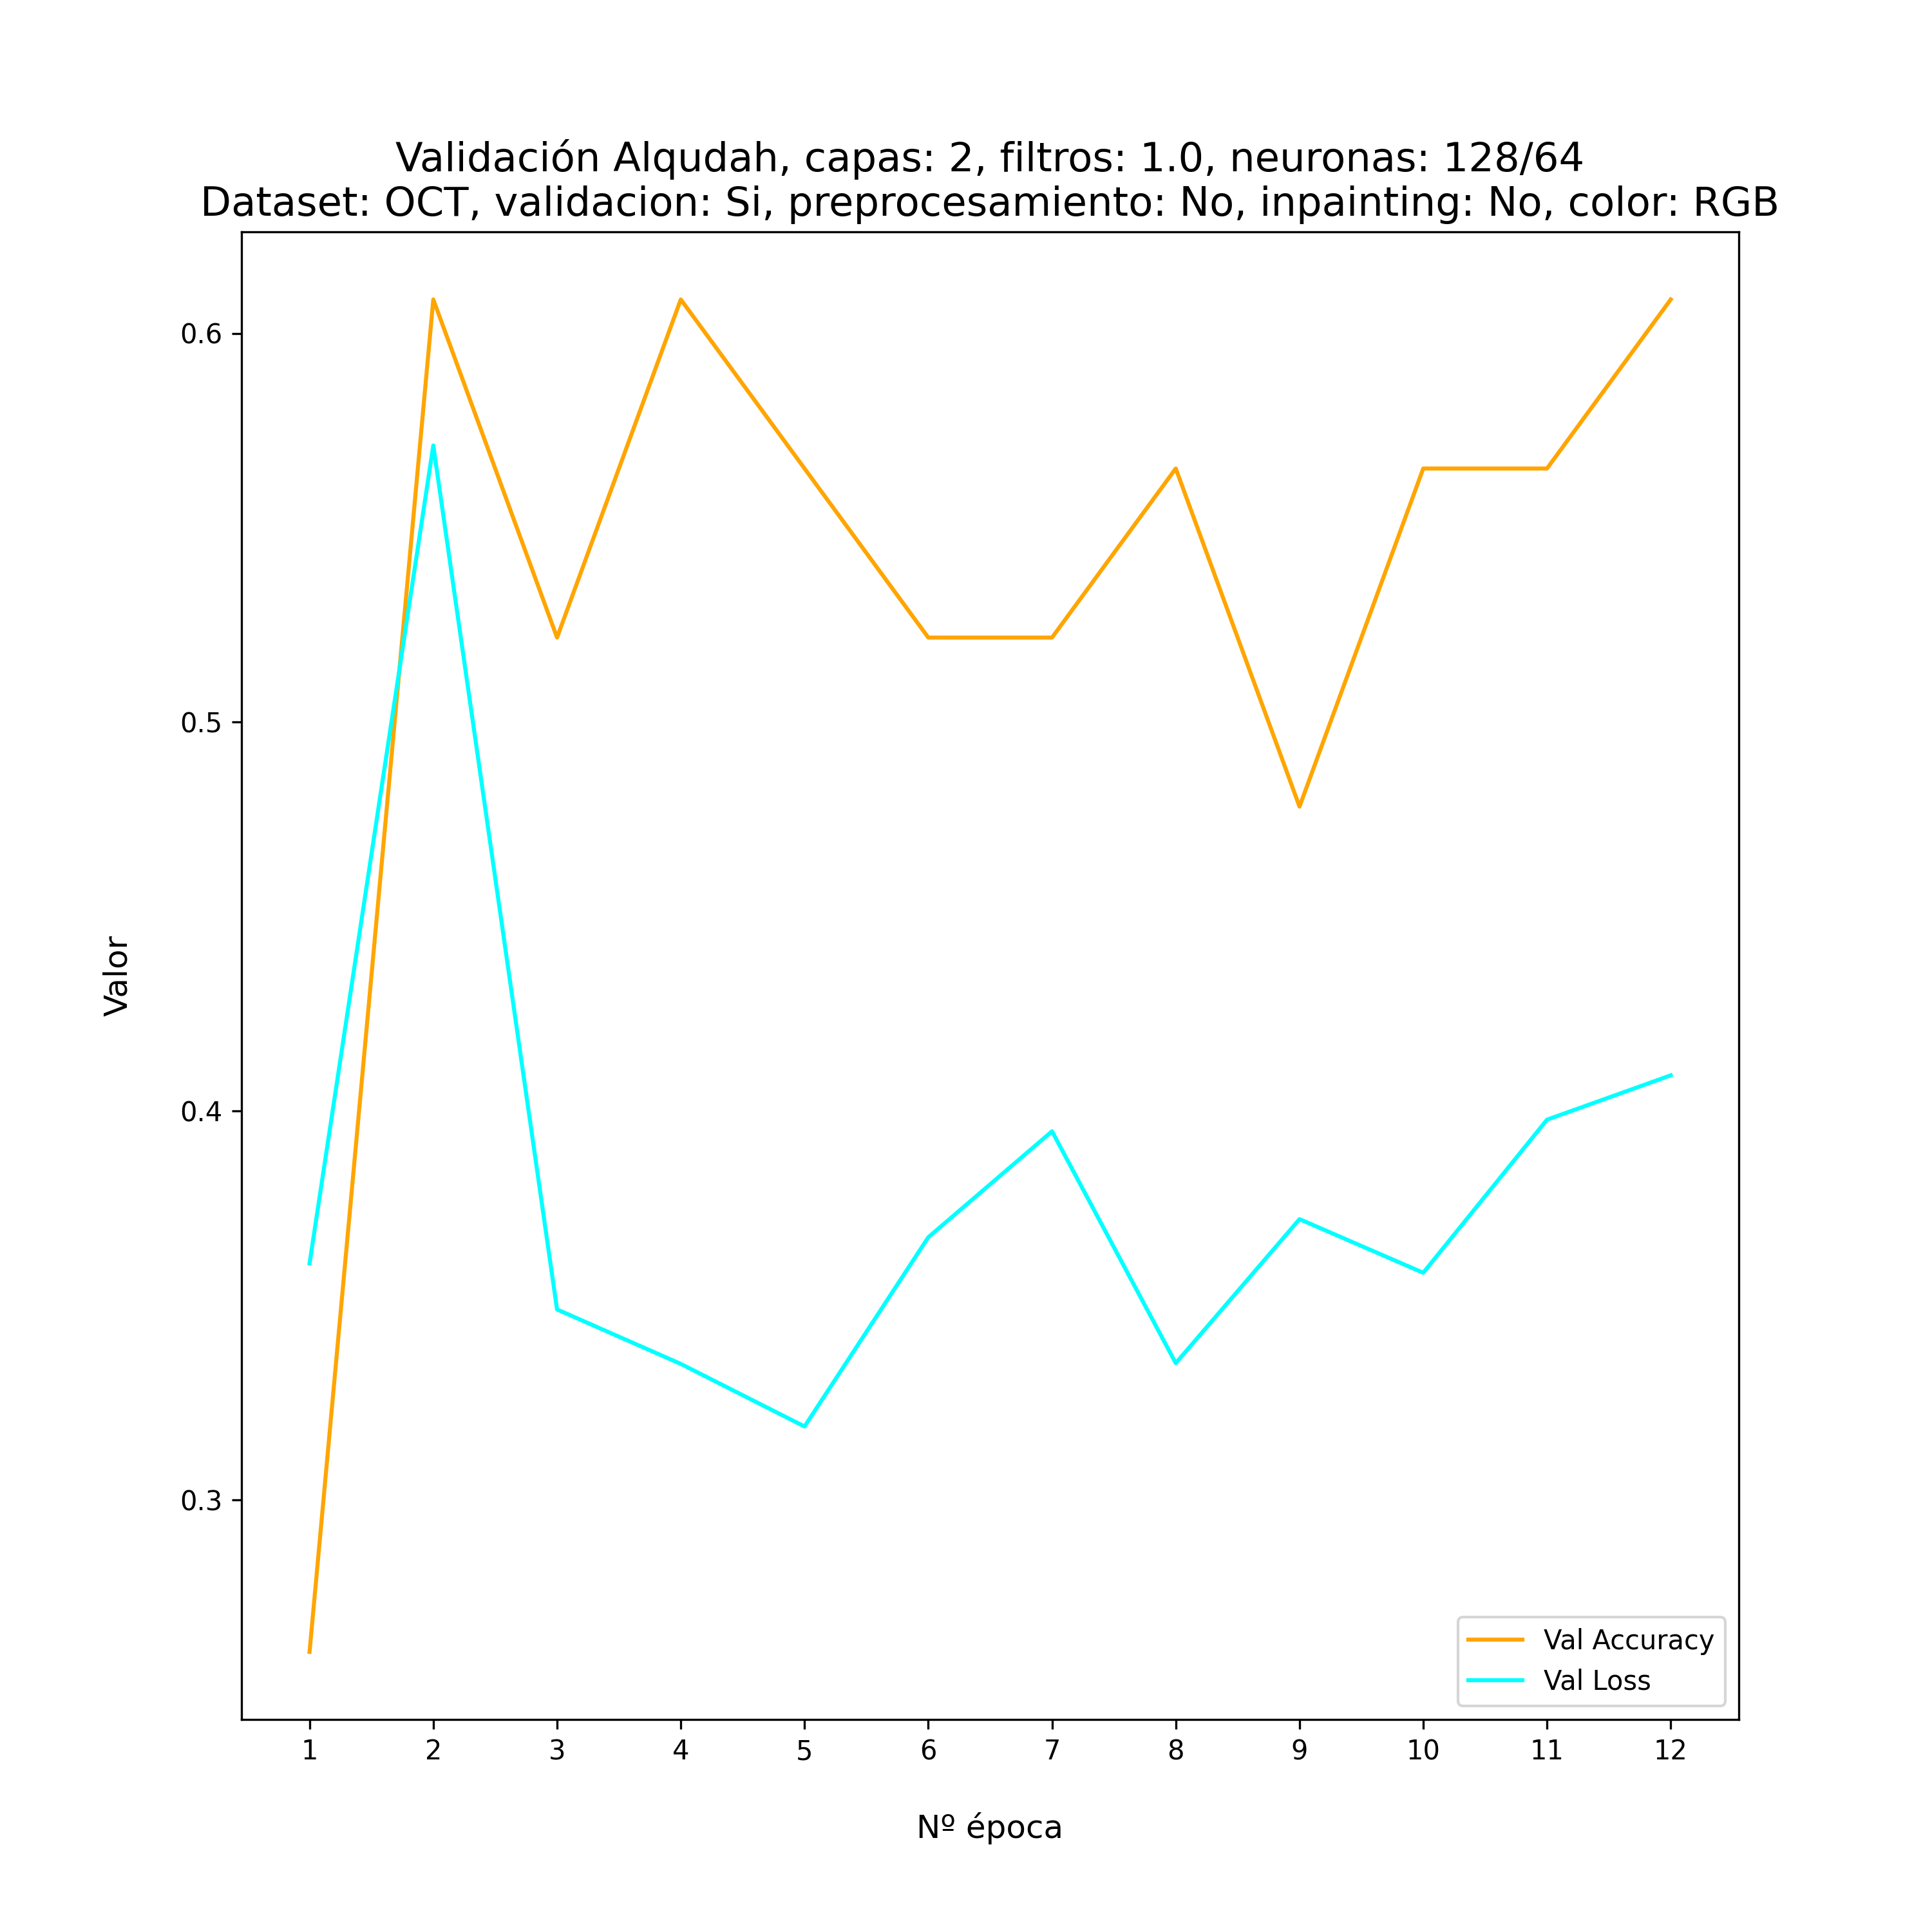 Validación Alqudah, capas: 2, filtros: 1.0, neuronas: 128/64
Dataset: OCT, validacion: Si, preprocesamiento: No, inpainting: No, color: RGB
0.6
0.5
0.4
0.3
Valor
Val Accuracy
Val Loss
1 2 3 4 5 6 7 8 9 10 11 12
Nº época